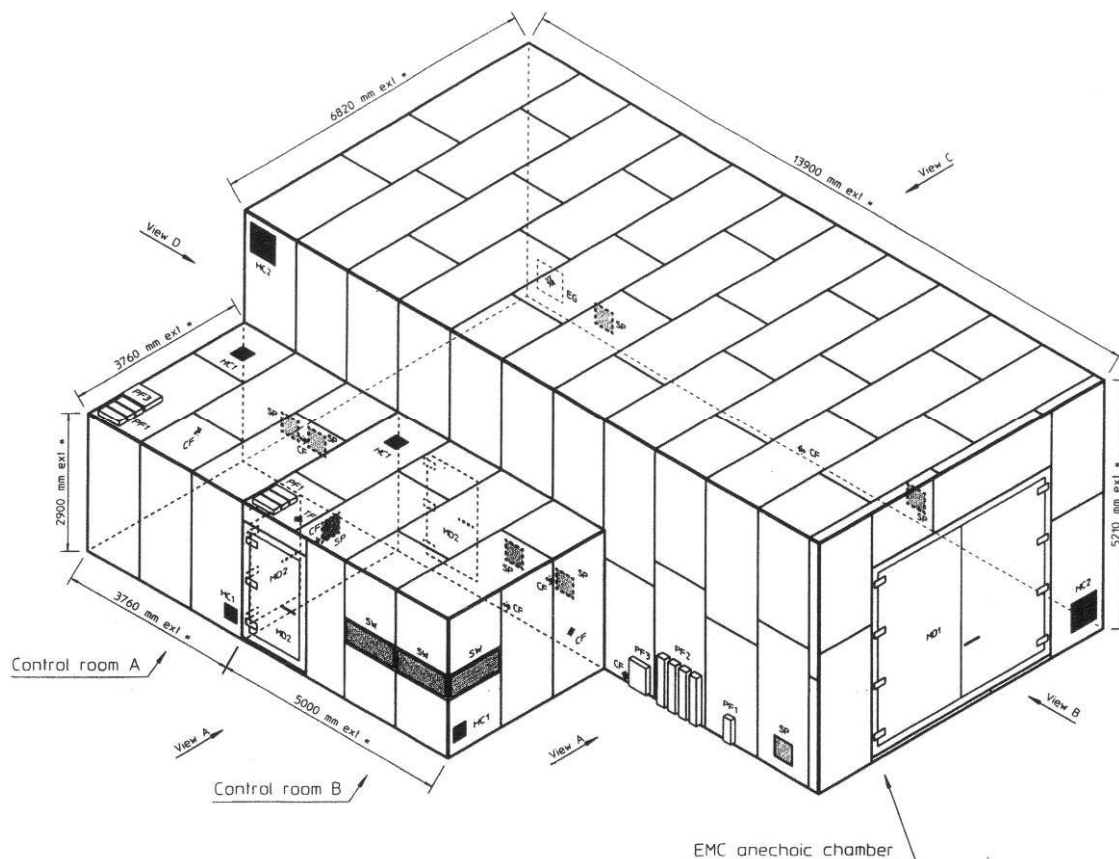 6820 mm ext *
13900 mm ext *
View C
View D
HC2
EG
SP
3760 mm ext *
HC1
PF3
PF1
CF
SP
SP
CF
HC1
2900 mm ext *
PF1
CF
SP
MD2
CF
SP
5210 mm ext *
SP
SP
CF
CF
CF
MD2
MD2
HC1
SW
SW
SW
HC1
HC2
MD1
3760 mm ext *
Control room A
CF
PF3
PF2
PF1
SP
5000 mm ext *
View A
View A
View B
Control room B
EMC anechoic chamber